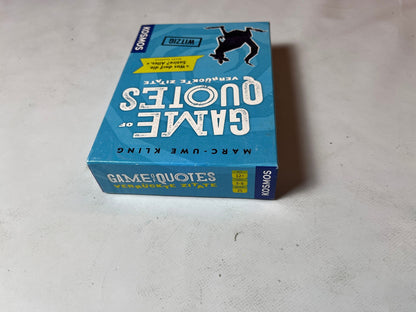 KOSMOS
WITZIG
»Was darf die
Satire? Alles.«
GAME OF
QUOTES
VERRÜCKTE ZITATE
MARC-UWE KLING
GAME OF QUOTES
VERRÜCKTE ZITATE
KOSMOS